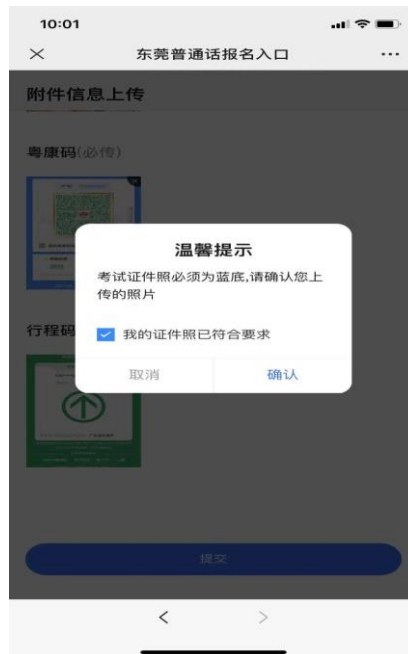 10:01
东莞普通话报名入口
附件信息上传
粤康码(必传)
温馨提示
考试证件照必须为蓝底,请确认您上
传的照片
行程码
我的证件照已符合要求
取消
确认
提交